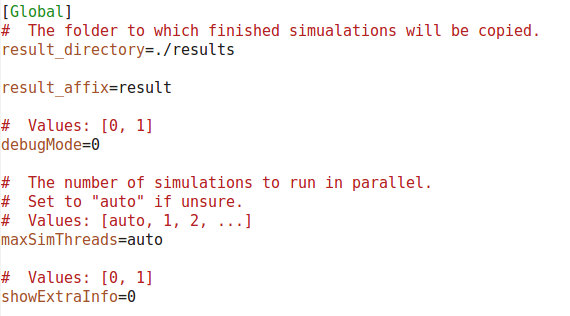 [Global]
#  The folder to which finished simualations will be copied.
result_directory=./results
result_affix=result
#  Values: [0, 1]
debugMode=0
#  The number of simulations to run in parallel.
#  Set to "auto" if unsure.
#  Values: [auto, 1, 2, ...]
maxSimThreads=auto
#  Values: [0, 1]
showExtraInfo=0